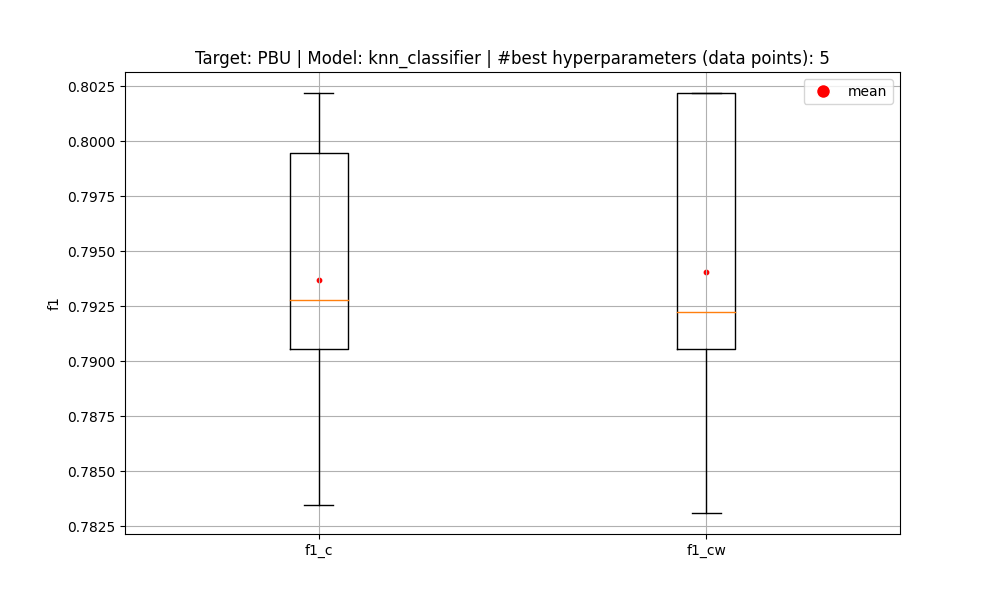 Target: PBU | Model: knn_classifier | #best hyperparameters (data points): 5
mean
0.8025
0.8000
0.7975
0.7950
0.7925
0.7900
0.7875
0.7850
0.7825
f1
f1_c
f1_cw